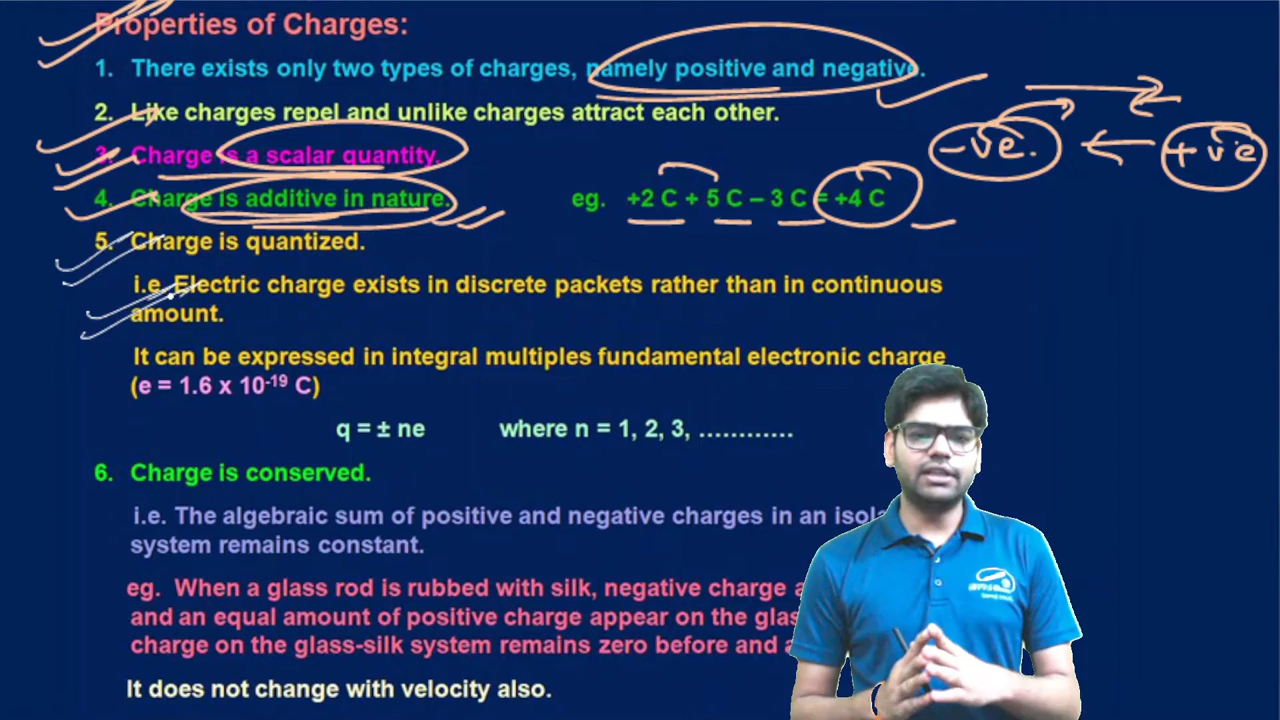 Properties of Charges:
1. There exists only two types of charges, namely positive and negative.
2. Like charges repel and unlike charges attract each other.
-ve. +ve
3. Charge is a scalar quantity.
4. Charge is additive in nature. eg. +2 C + 5 C – 3 C = +4 C
5. Charge is quantized.
i.e. Electric charge exists in discrete packets rather than in continuous
amount.
It can be expressed in integral multiples fundamental electronic charge
(e = 1.6 x 10⁻¹⁹ C)
q = ± ne where n = 1, 2, 3, …………
6. Charge is conserved.
i.e. The algebraic sum of positive and negative charges in an
system remains constant.
eg. When a glass rod is rubbed with silk, negative charge
and an equal amount of positive charge appear on the
charge on the glass-silk system remains zero before and
It does not change with velocity also.